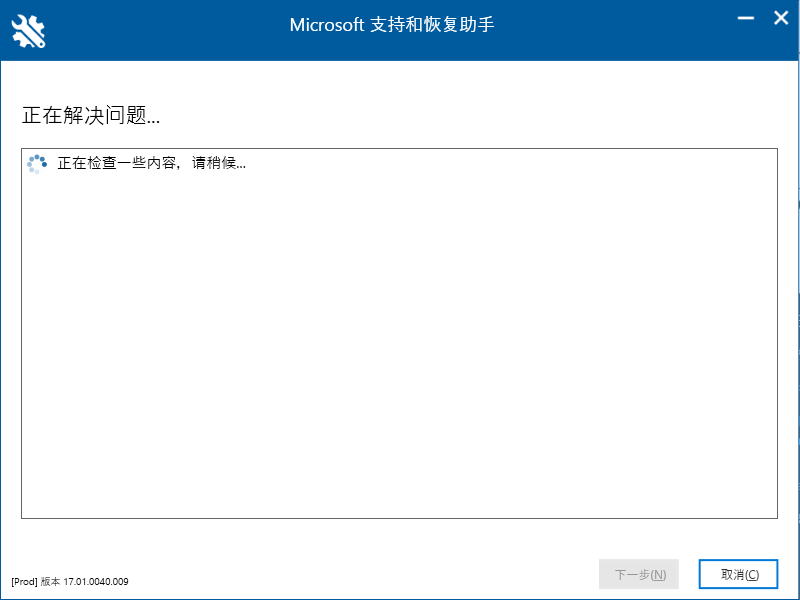 Microsoft 支持和恢复助手
正在解决问题...
正在检查一些内容，请稍候...
下一步(N)
取消(C)
[Prod] 版本 17.01.0040.009